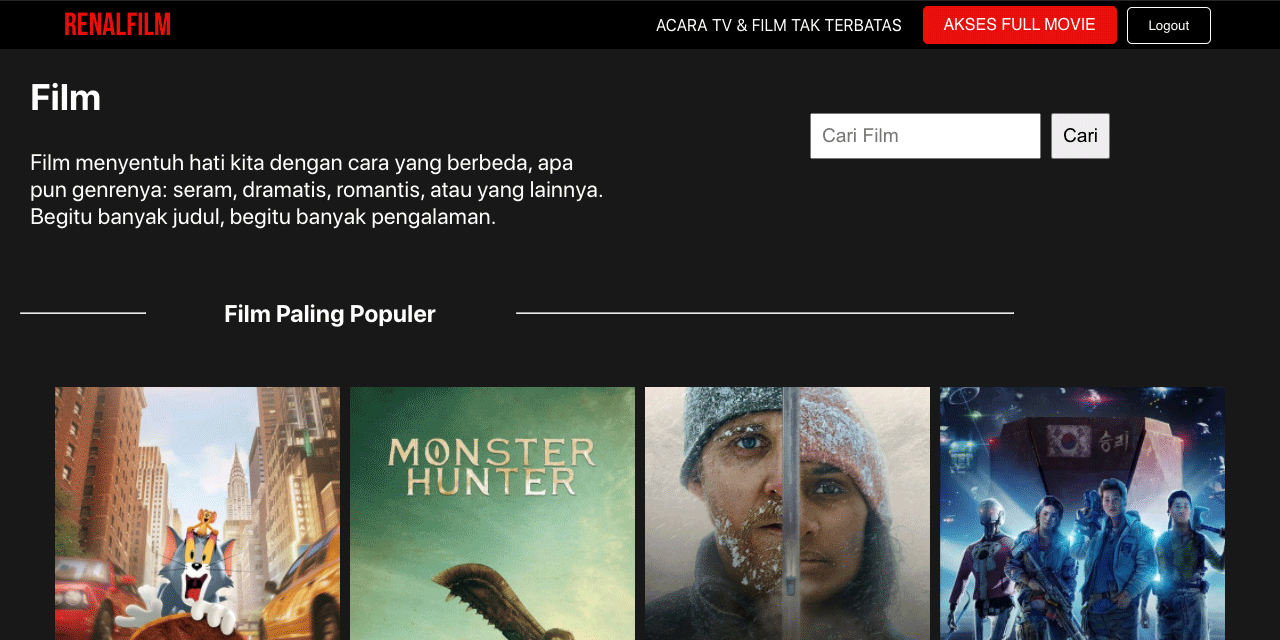 RENALFILM
ACARA TV & FILM TAK TERBATAS
AKSES FULL MOVIE
Logout
Film
Cari Film
Cari
Film menyentuh hati kita dengan cara yang berbeda, apa
pun genrenya: seram, dramatis, romantis, atau yang lainnya.
Begitu banyak judul, begitu banyak pengalaman.
Film Paling Populer
MONSTER
HUNTER
승리